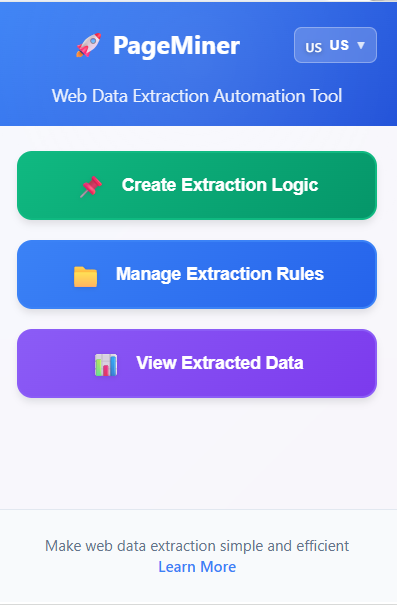 🚀 PageMiner
US US ▼
Web Data Extraction Automation Tool
📌 Create Extraction Logic
📁 Manage Extraction Rules
📊 View Extracted Data
Make web data extraction simple and efficient
Learn More